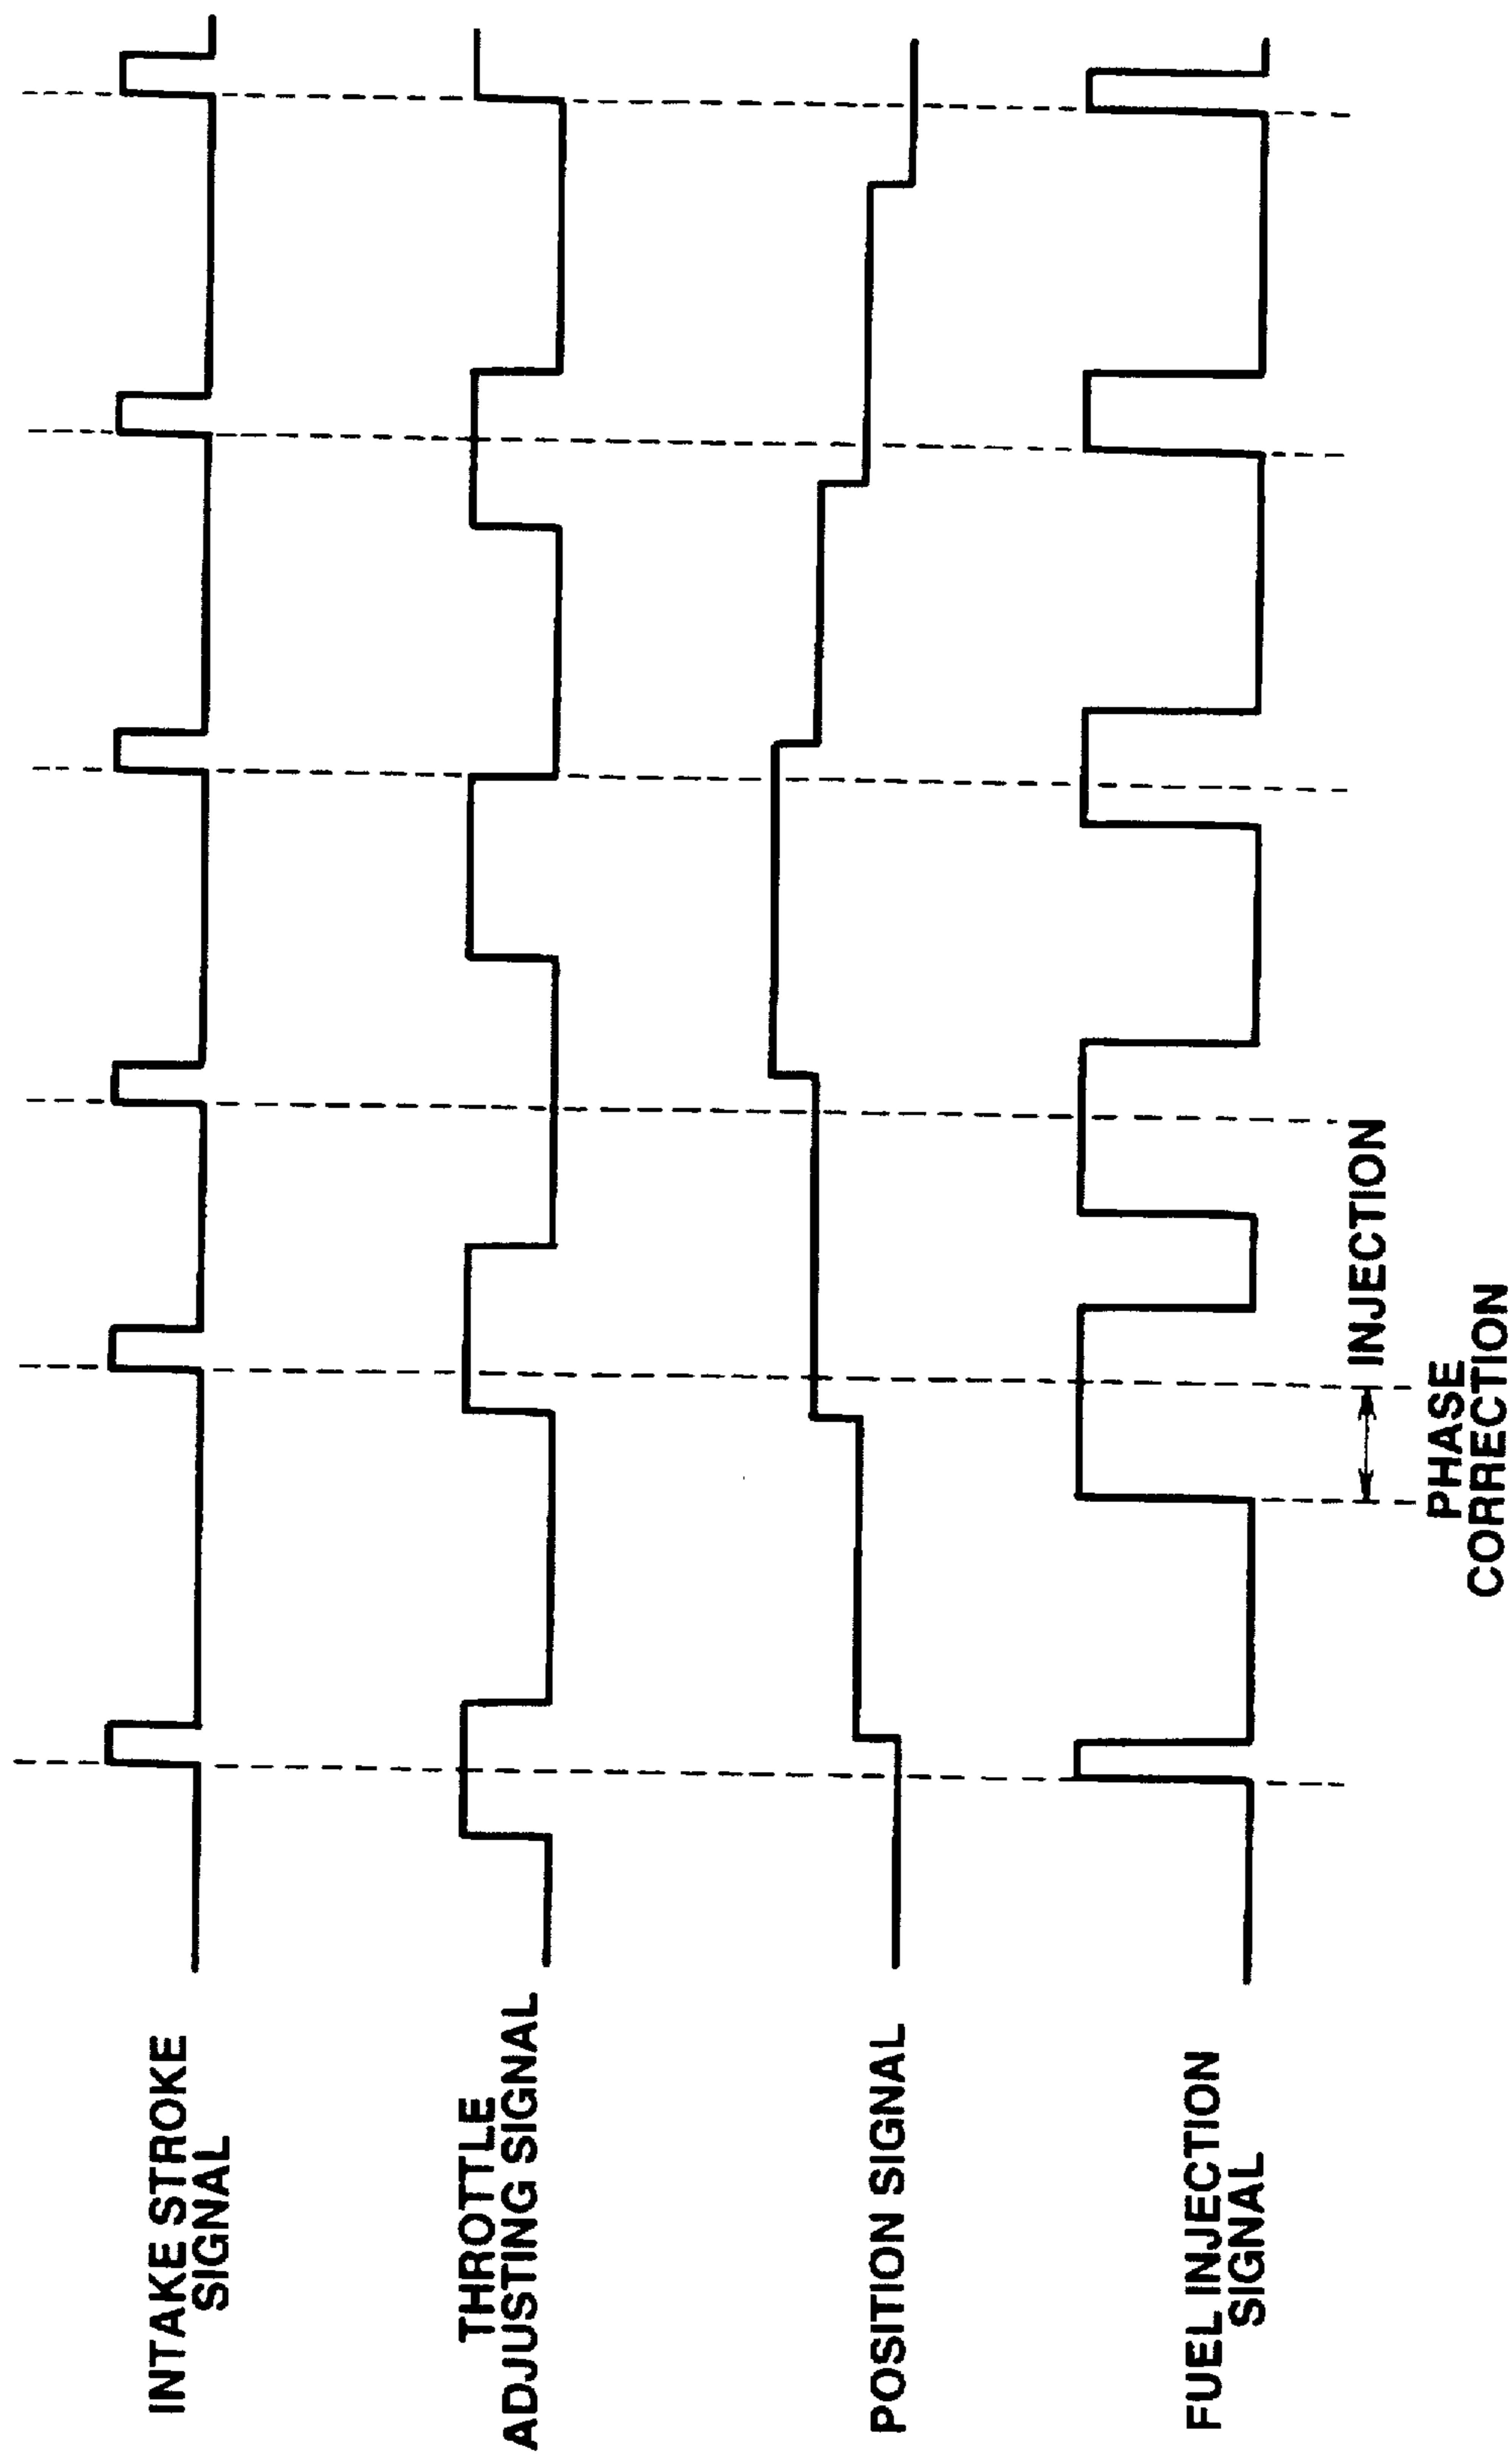 INTAKE STROKE
SIGNAL
THROTTLE
ADJUSTING SIGNAL
POSITION SIGNAL
FUEL INJECTION
SIGNAL
INJECTION
PHASE
CORRECTION